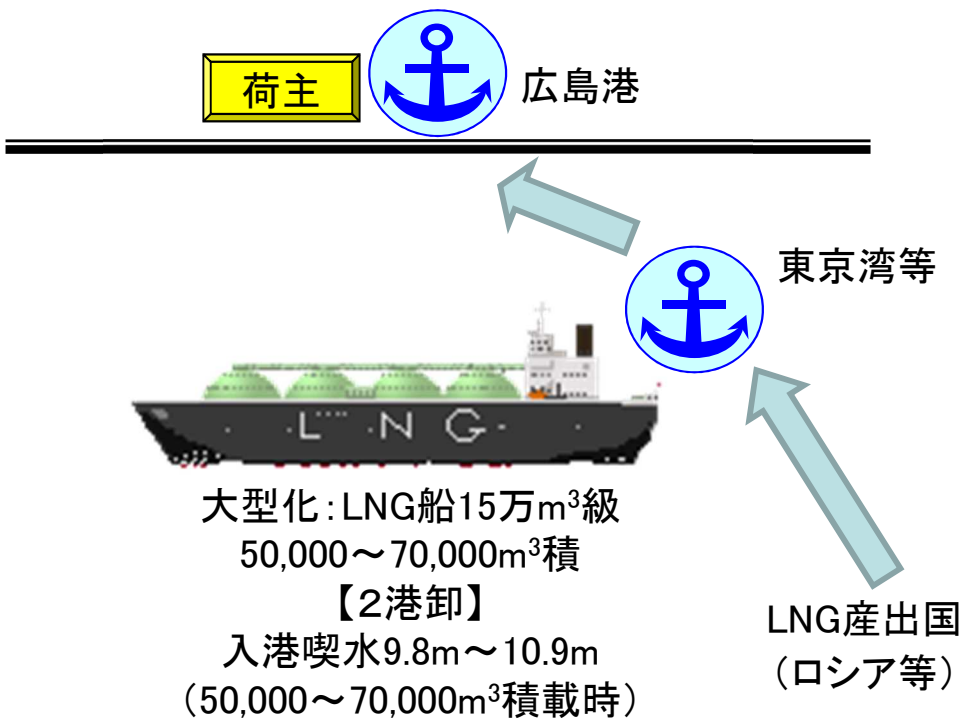 荷主
広島港
東京湾等
LNG
大型化:LNG船15万m³級
50,000～70,000m³積
【２港卸】
入港喫水9.8m～10.9m
（50,000～70,000m³積載時）
LNG産出国
（ロシア等）